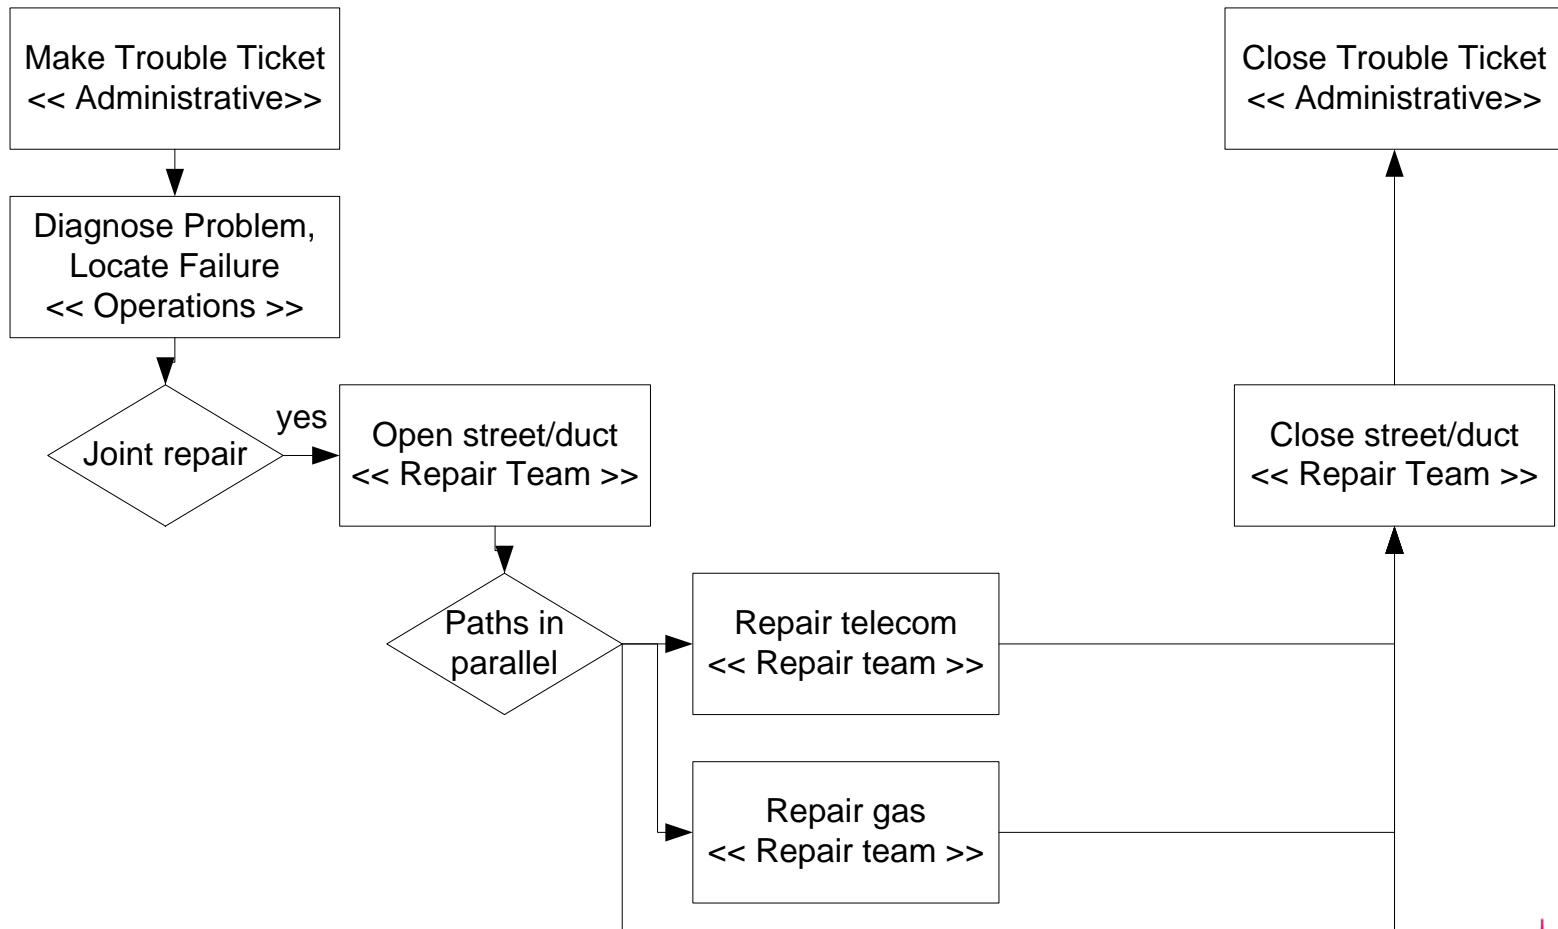 Make Trouble Ticket
<< Administrative>>
Close Trouble Ticket
<< Administrative>>
Diagnose Problem,
Locate Failure
<< Operations >>
Joint repair
yes
Open street/duct
<< Repair Team >>
Close street/duct
<< Repair Team >>
Paths in
parallel
Repair telecom
<< Repair team >>
Repair gas
<< Repair team >>